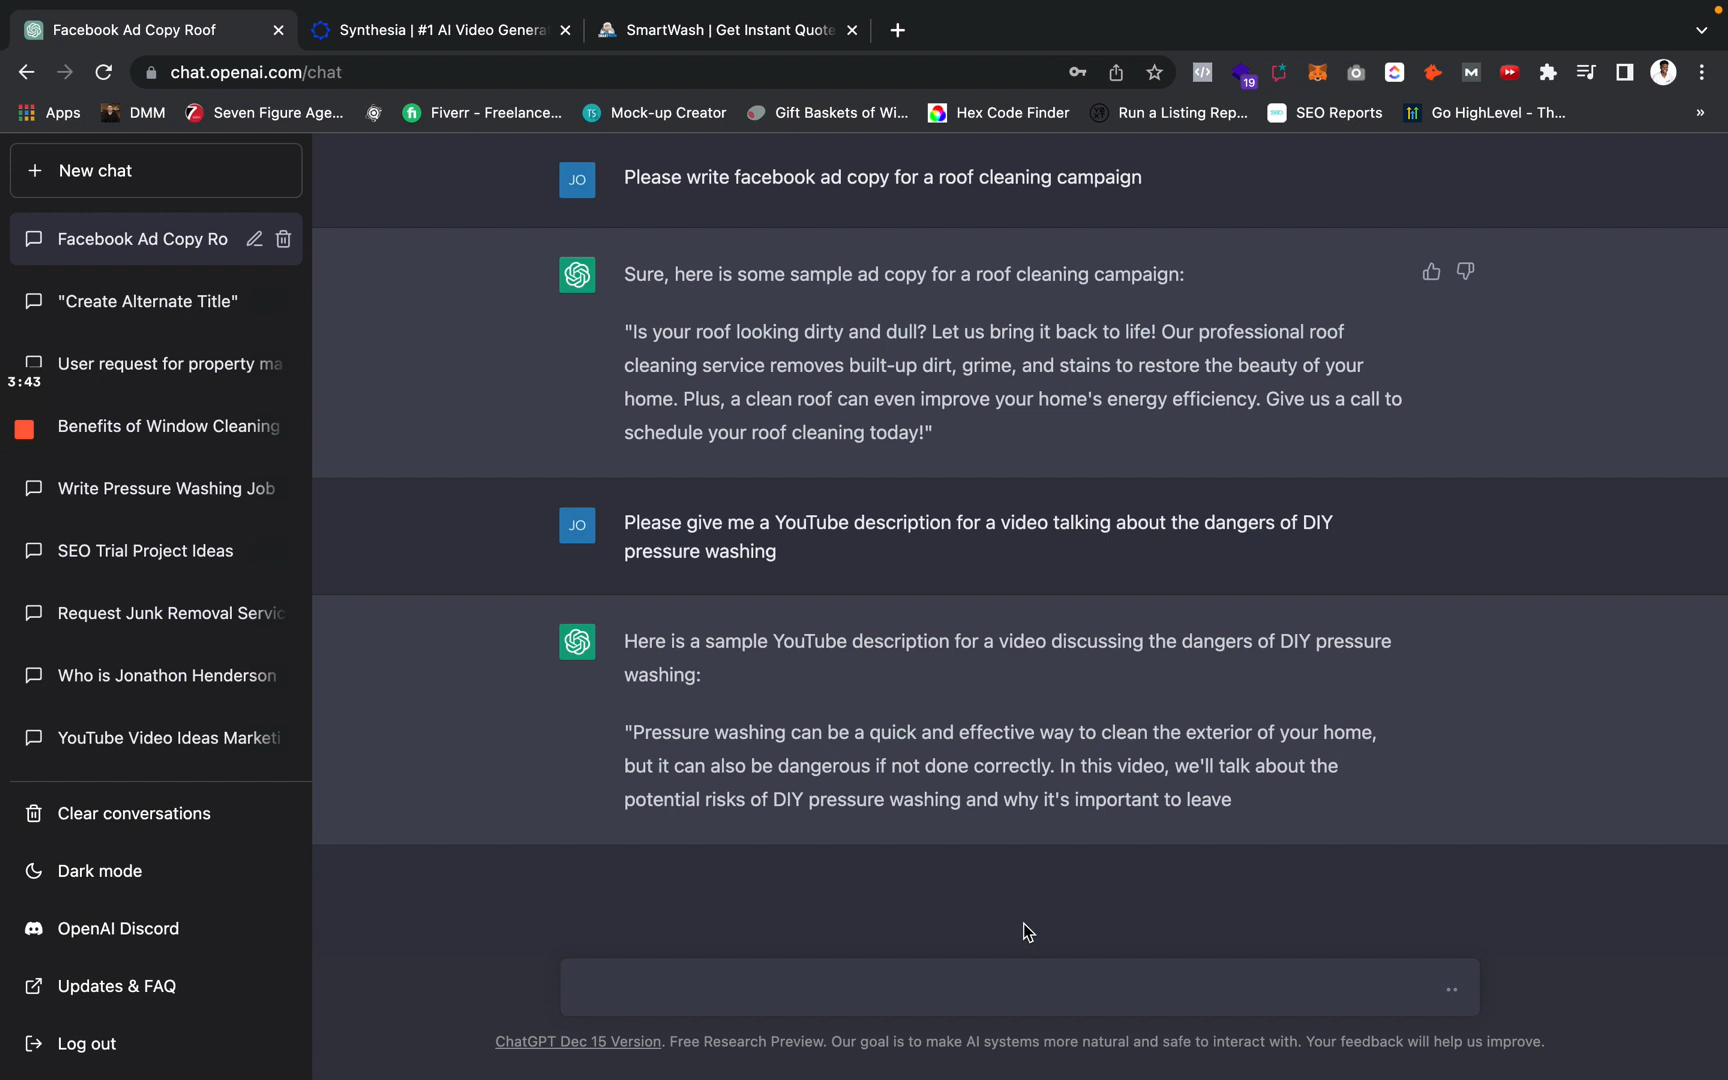 Facebook Ad Copy Roof
Synthesia | #1 AI Video Genera
SmartWash | Get Instant Quote
chat.openai.com/chat
19
Apps
DMM
Seven Figure Age...
Fiverr - Freelance...
TS
Mock-up Creator
Gift Baskets of Wi...
Hex Code Finder
Run a Listing Rep...
SEO Reports
Go HighLevel - Th...
»
New chat
Facebook Ad Copy Ro
"Create Alternate Title"
User request for property ma
3:43
Benefits of Window Cleaning
Write Pressure Washing Job
SEO Trial Project Ideas
Request Junk Removal Servic
Who is Jonathon Henderson
YouTube Video Ideas Marketi
Clear conversations
Dark mode
OpenAI Discord
Updates & FAQ
Log out
JO
Please write facebook ad copy for a roof cleaning campaign
Sure, here is some sample ad copy for a roof cleaning campaign:
"Is your roof looking dirty and dull? Let us bring it back to life! Our professional roof
cleaning service removes built-up dirt, grime, and stains to restore the beauty of your
home. Plus, a clean roof can even improve your home's energy efficiency. Give us a call to
schedule your roof cleaning today!"
JO
Please give me a YouTube description for a video talking about the dangers of DIY
pressure washing
Here is a sample YouTube description for a video discussing the dangers of DIY pressure
washing:
"Pressure washing can be a quick and effective way to clean the exterior of your home,
but it can also be dangerous if not done correctly. In this video, we'll talk about the
potential risks of DIY pressure washing and why it's important to leave
ChatGPT Dec 15 Version. Free Research Preview. Our goal is to make AI systems more natural and safe to interact with. Your feedback will help us improve.